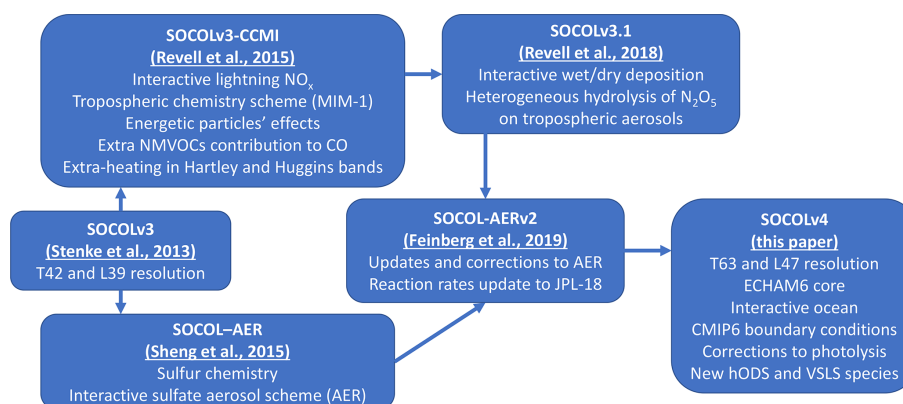 SOCOLv3-CCMI
(Revell et al., 2015)
Interactive lightning NOₓ
Tropospheric chemistry scheme (MIM-1)
Energetic particles' effects
Extra NMVOCs contribution to CO
Extra-heating in Hartley and Huggins bands
SOCOLv3.1
(Revell et al., 2018)
Interactive wet/dry deposition
Heterogeneous hydrolysis of N₂O₅
on tropospheric aerosols
SOCOLv3
(Stenke et al., 2013)
T42 and L39 resolution
SOCOL-AERv2
(Feinberg et al., 2019)
Updates and corrections to AER
Reaction rates update to JPL-18
SOCOLv4
(this paper)
T63 and L47 resolution
ECHAM6 core
Interactive ocean
CMIP6 boundary conditions
Corrections to photolysis
New hODS and VSLS species
SOCOL–AER
(Sheng et al., 2015)
Sulfur chemistry
Interactive sulfate aerosol scheme (AER)